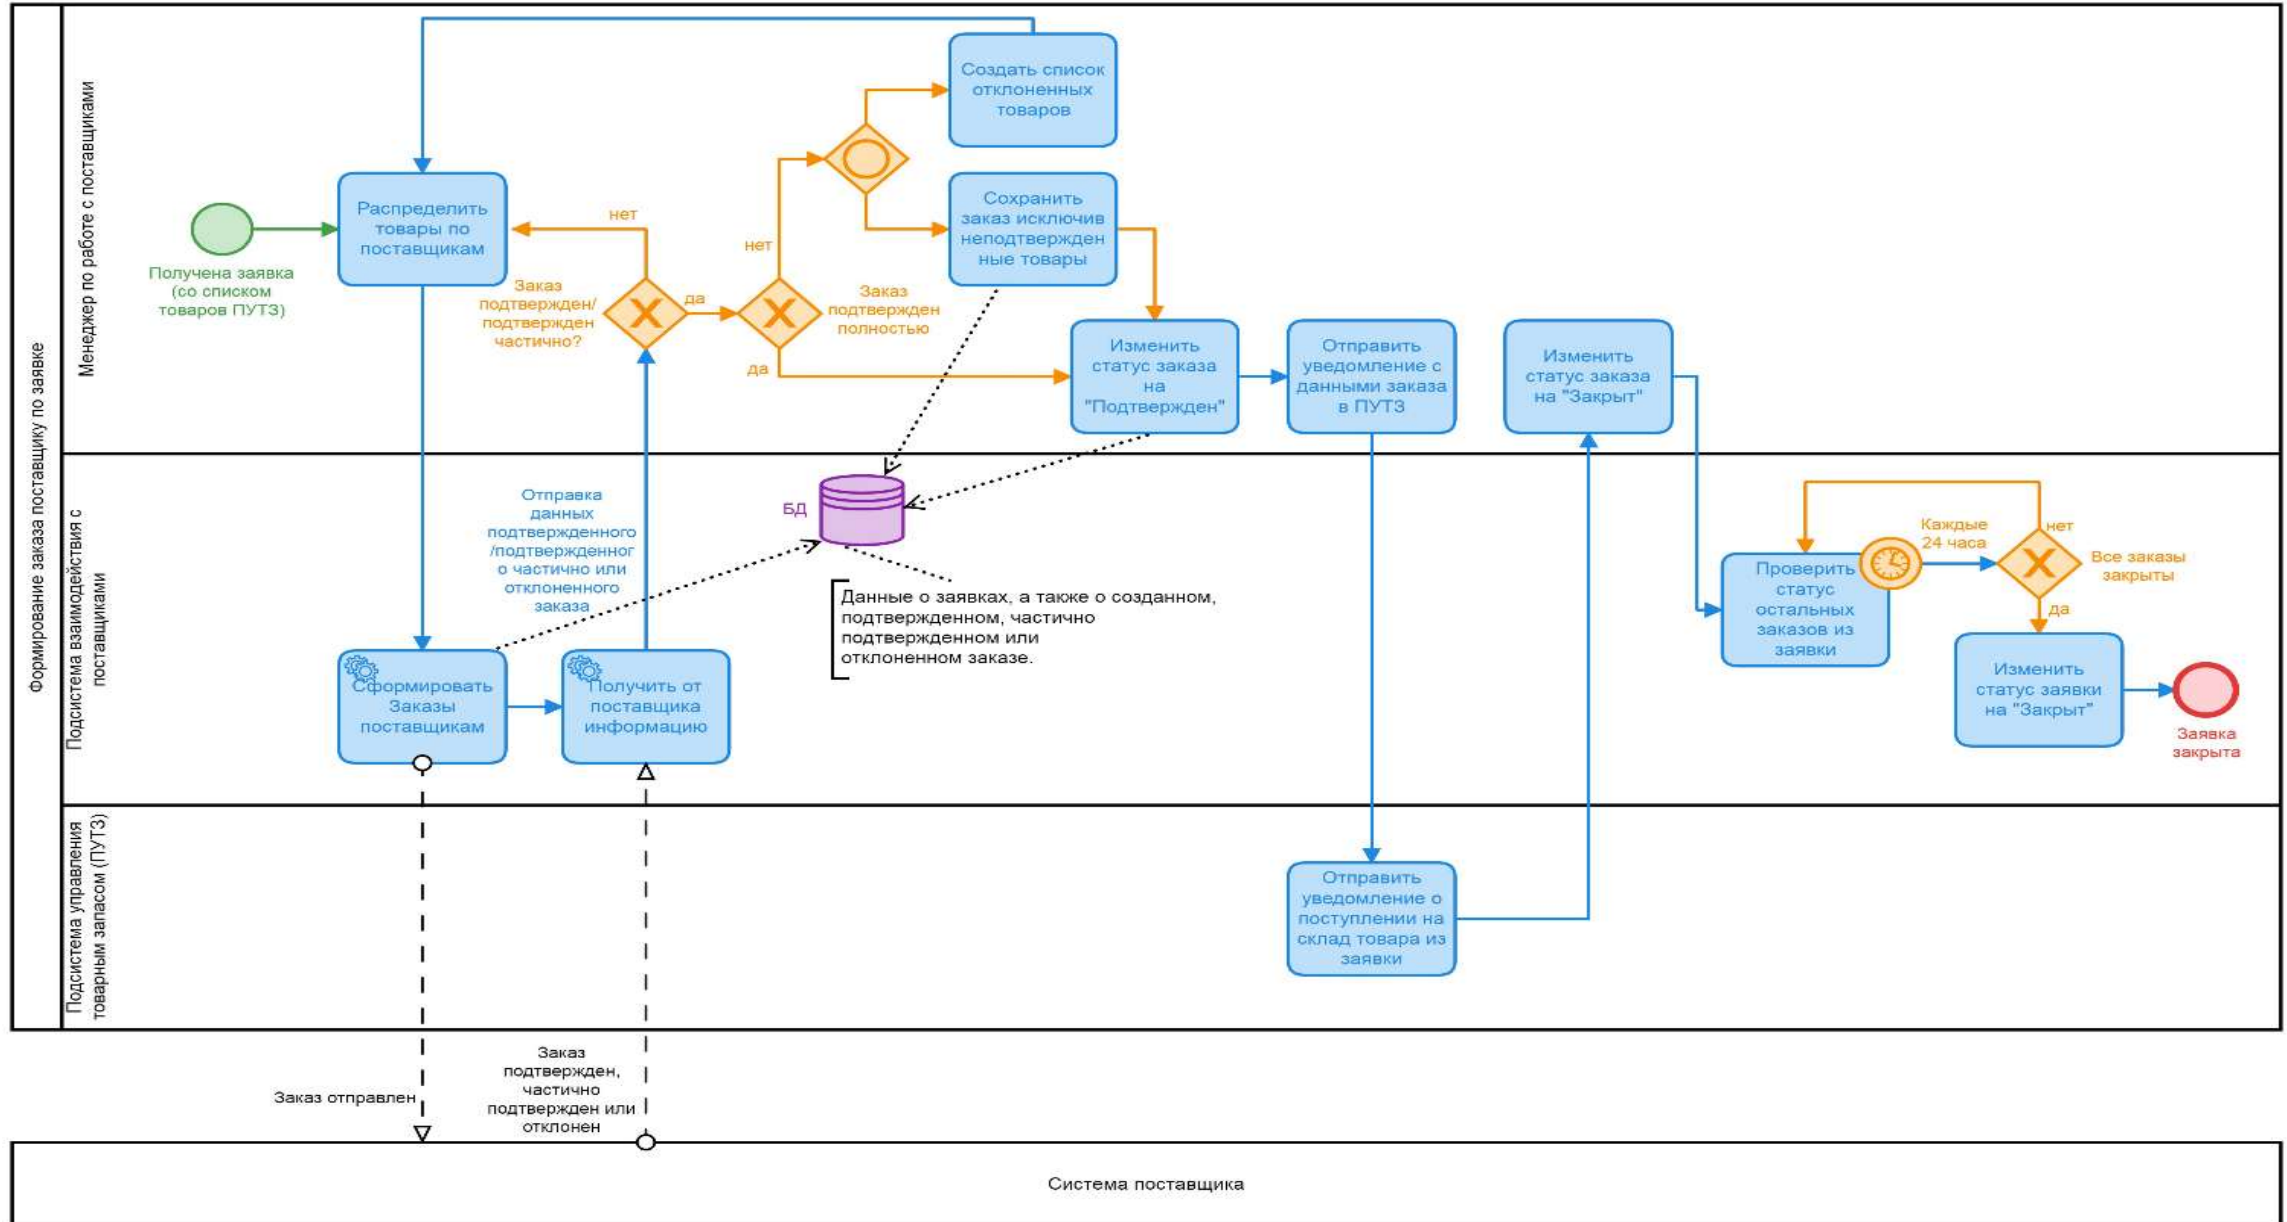 Формирование заказа поставщику по заявке
Менеджер по работе с поставщиками
Создать список
отклоненных
товаров
Распределить
товары по
поставщикам
Получена заявка
(со списком
товаров ПУТЗ)
нет
Заказ
подтвержден/
подтвержден
частично?
да
нет
Заказ
подтвержден
полностью
да
Сохранить
заказ исключив
неподтвержден
ные товары
Изменить
статус заказа
на
"Подтвержден"
Отправить
уведомление с
данными заказа
в ПУТЗ
Изменить
статус заказа
на "Закрыт"
Подсистема взаимодействия с
поставщиками
Отправка
данных
подтвержденного
/подтвержденног
о частично или
отклоненного
заказа
БД
Данные о заявках, а также о созданном,
подтвержденном, частично
подтвержденном или
отклоненном заказе.
Сформировать
Заказы
поставщикам
Получить от
поставщика
информацию
Проверить
статус
остальных
заказов из
заявки
Каждые
24 часа
нет
Все заказы
закрыты
да
Изменить
статус заявки
на "Закрыт"
Заявка
закрыта
Подсистема управления
товарным запасом (ПУТЗ)
Отправить
уведомление о
поступлении на
склад товара из
заявки
Заказ отправлен
Заказ
подтвержден,
частично
подтвержден или
отклонен
Система поставщика